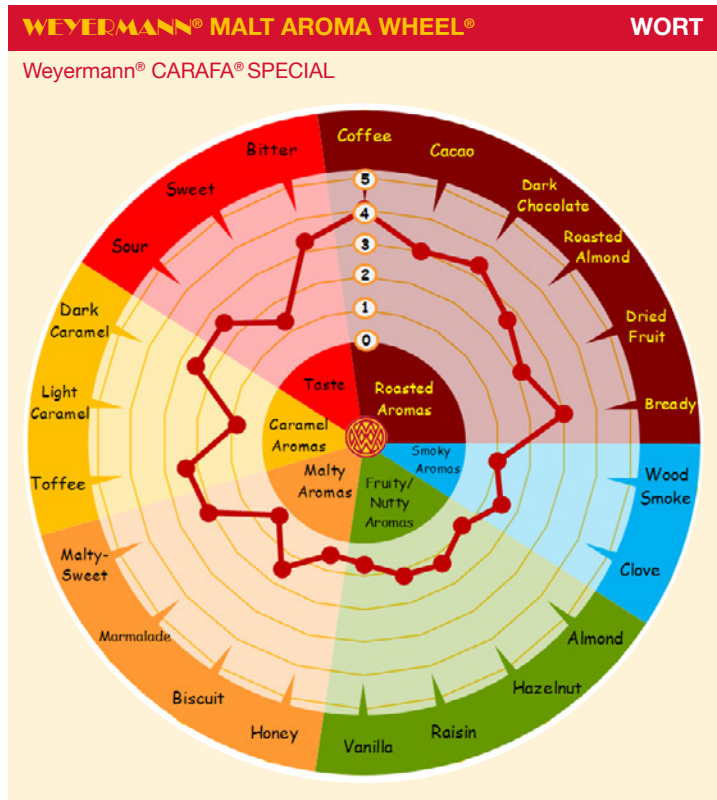 WEYERMANN® MALT AROMA WHEEL®
WORT
Weyermann® CARAFA® SPECIAL
Coffee
Cacao
Dark
Chocolate
Roasted
Almond
Dried
Fruit
Bready
Wood
Smoke
Clove
Almond
Hazelnut
Raisin
Vanilla
Honey
Biscuit
Marmalade
Malty-
Sweet
Toffee
Light
Caramel
Dark
Caramel
Sour
Sweet
Bitter
5
4
3
2
1
0
Taste
Roasted
Aromas
Caramel
Aromas
Smoky
Aromas
Malty
Aromas
Fruity/
Nutty
Aromas